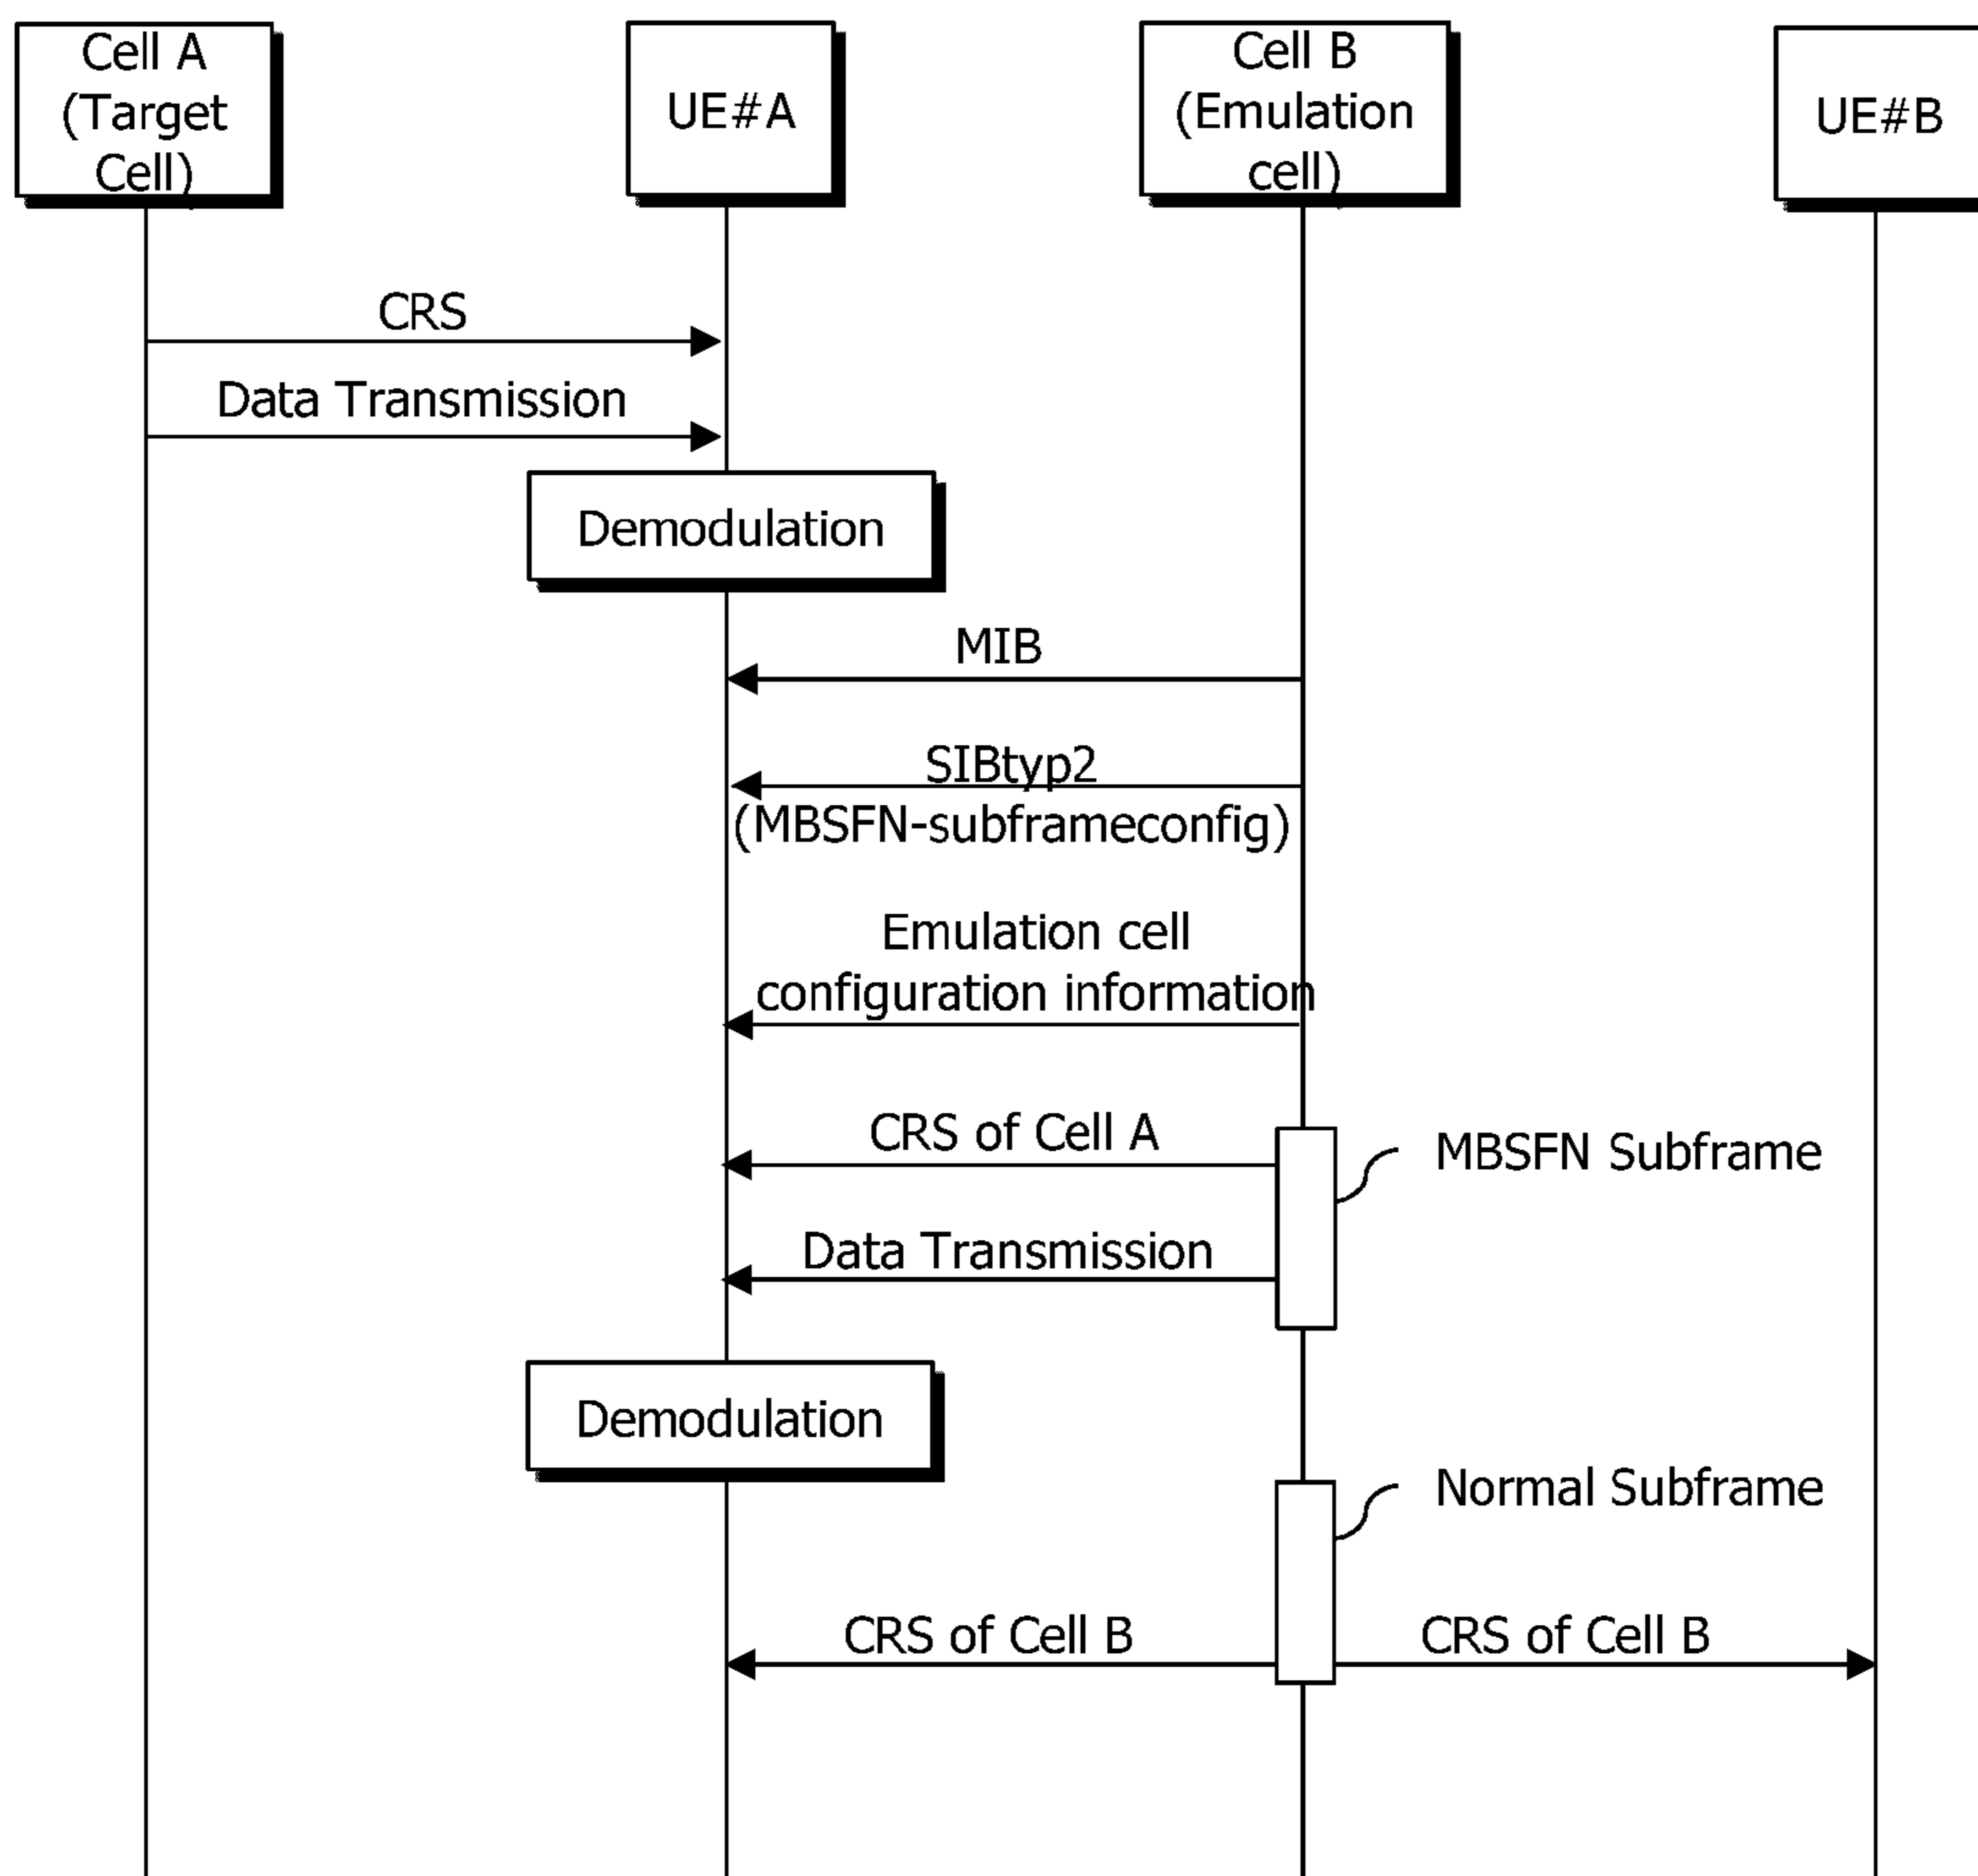 Cell A
(Target
Cell)
UE#A
Cell B
(Emulation
cell)
UE#B
CRS
Data Transmission
Demodulation
MIB
SIBtyp2
(MBSFN-subframeconfig)
Emulation cell
configuration information
CRS of Cell A
MBSFN Subframe
Data Transmission
Demodulation
Normal Subframe
CRS of Cell B
CRS of Cell B